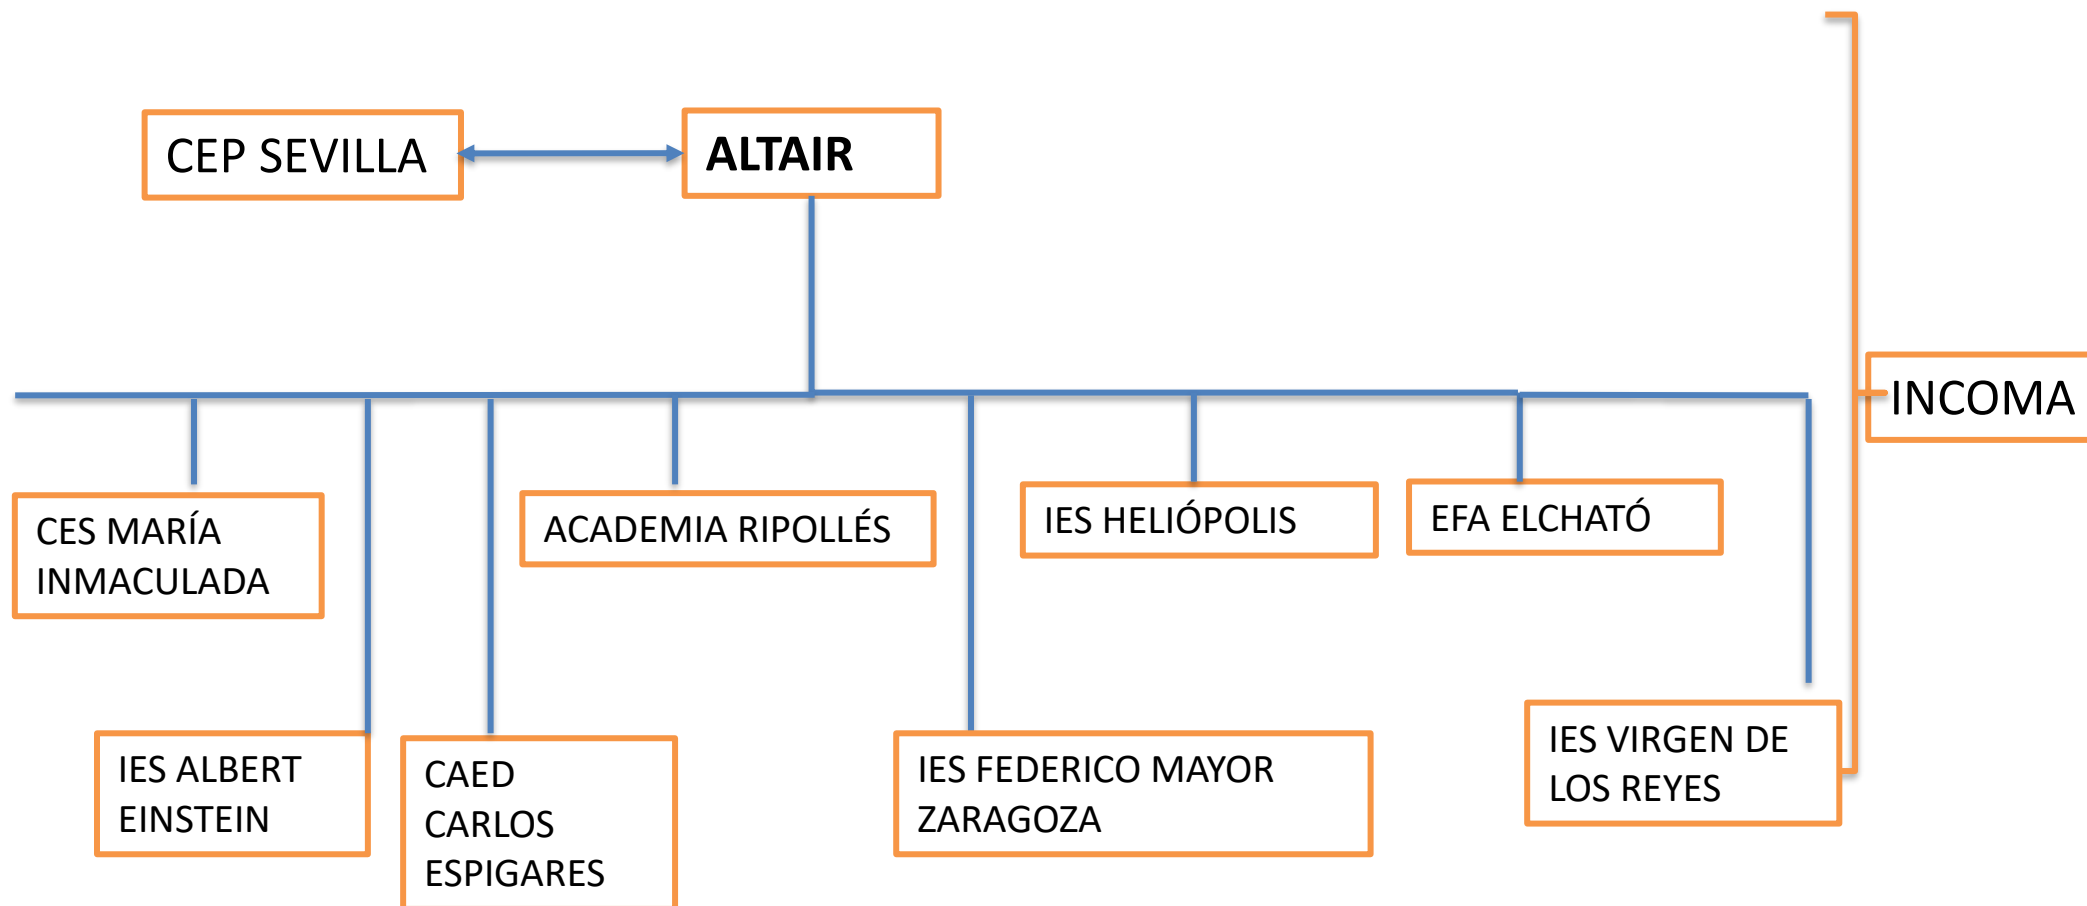 CEP SEVILLA
ALTAIR
INCOMA
CES MARÍA
INMACULADA
ACADEMIA RIPOLLÉS
IES HELIÓPOLIS
EFA ELCHATÓ
IES ALBERT
EINSTEIN
CAED
CARLOS
ESPIGARES
IES FEDERICO MAYOR
ZARAGOZA
IES VIRGEN DE
LOS REYES